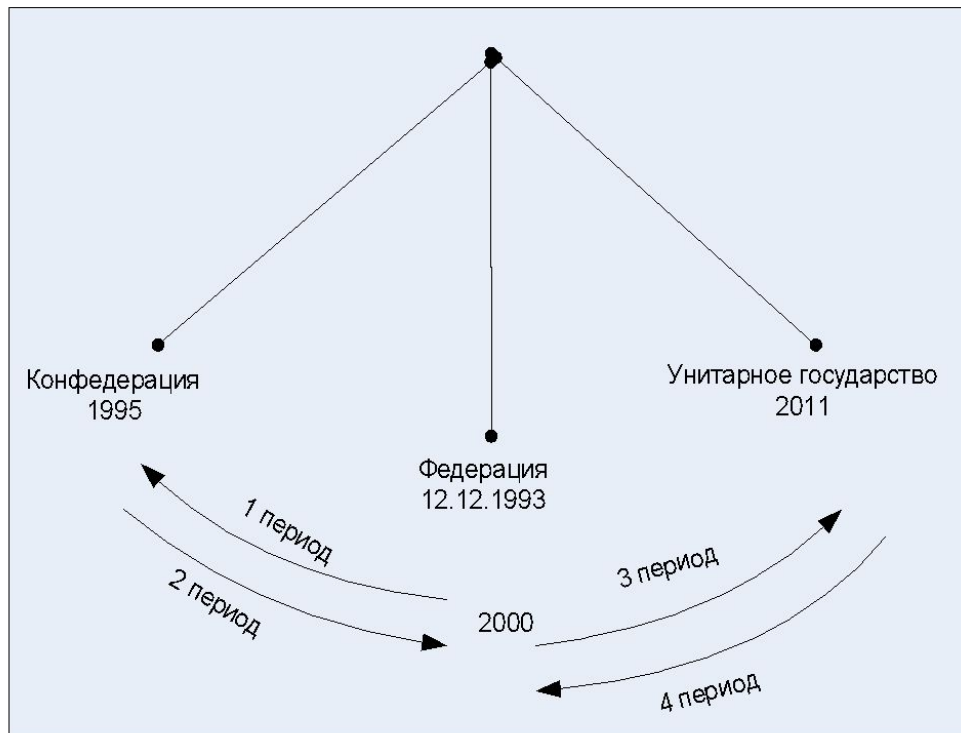 Конфедерация
1995
Федерация
12.12.1993
Унитарное государство
2011
1 период
2 период
2000
3 период
4 период